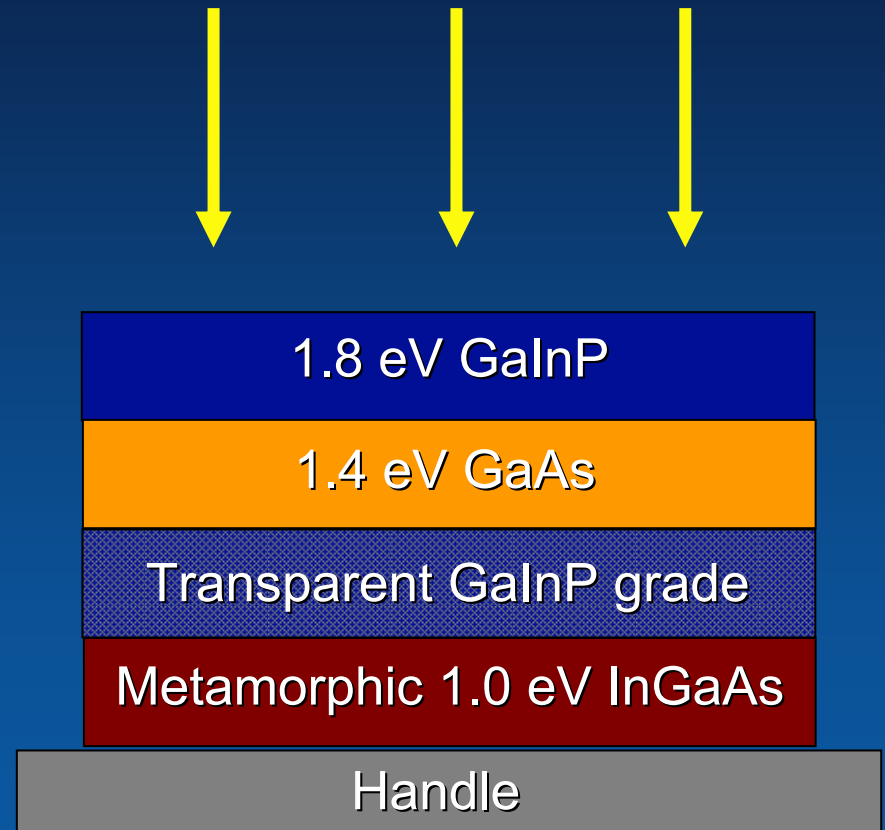 1.8 eV GaInP
1.4 eV GaAs
Transparent GaInP grade
Metamorphic 1.0 eV InGaAs
Handle